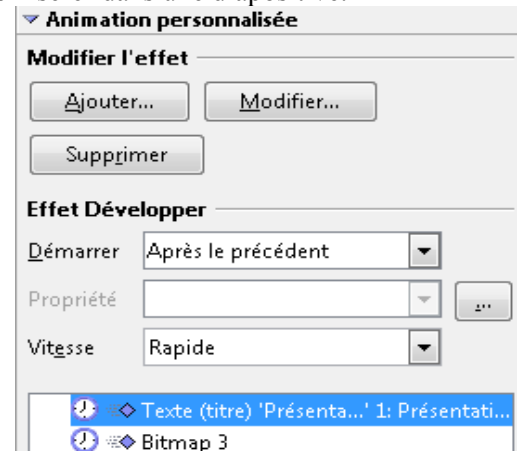 Animation personnalisée
Modifier l'effet
Ajouter... Modifier...
Supprimer
Effet Développer
Démarrer Après le précédent
Propriété ...
Vitesse Rapide
Texte (titre) 'Présenta...' 1: Présentati...
Bitmap 3